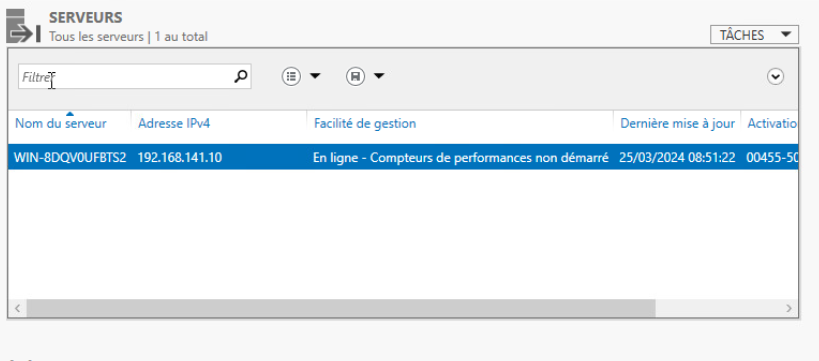 SERVEURS
Tous les serveurs | 1 au total
TÂCHES
Filtrer
Nom du serveur Adresse IPv4 Facilité de gestion Dernière mise à jour Activatio
WIN-8DQV0UFBTS2 192.168.141.10 En ligne - Compteurs de performances non démarré 25/03/2024 08:51:22 00455-50